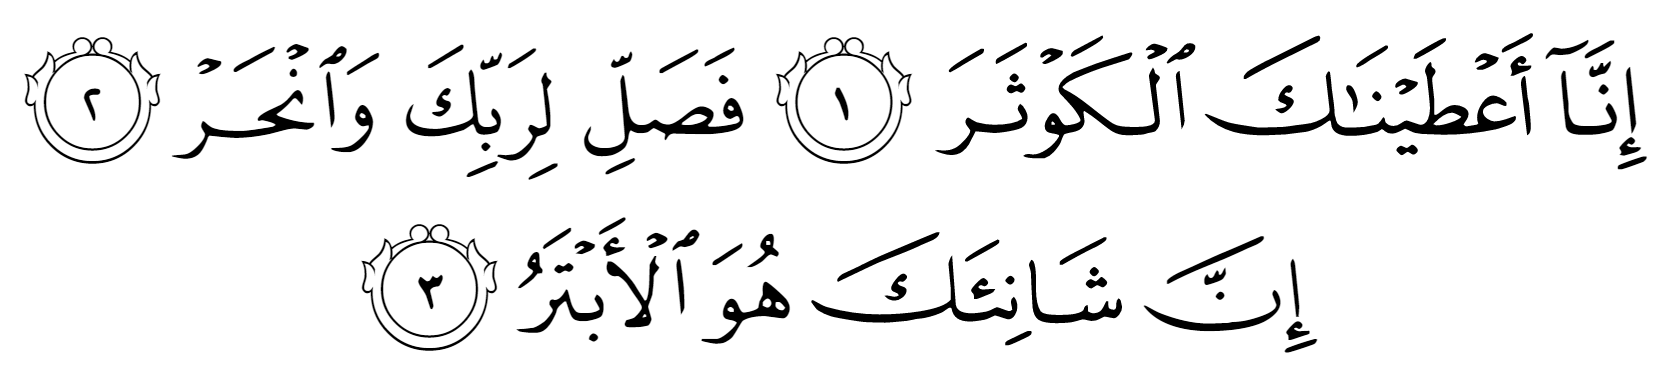 إِنَّآ أَعۡطَيۡنَٰكَ ٱلۡكَوۡثَرَ ١ فَصَلِّ لِرَبِّكَ وَٱنۡحَرۡ ٢
إِنَّ شَانِئَكَ هُوَ ٱلۡأَبۡتَرُ ٣